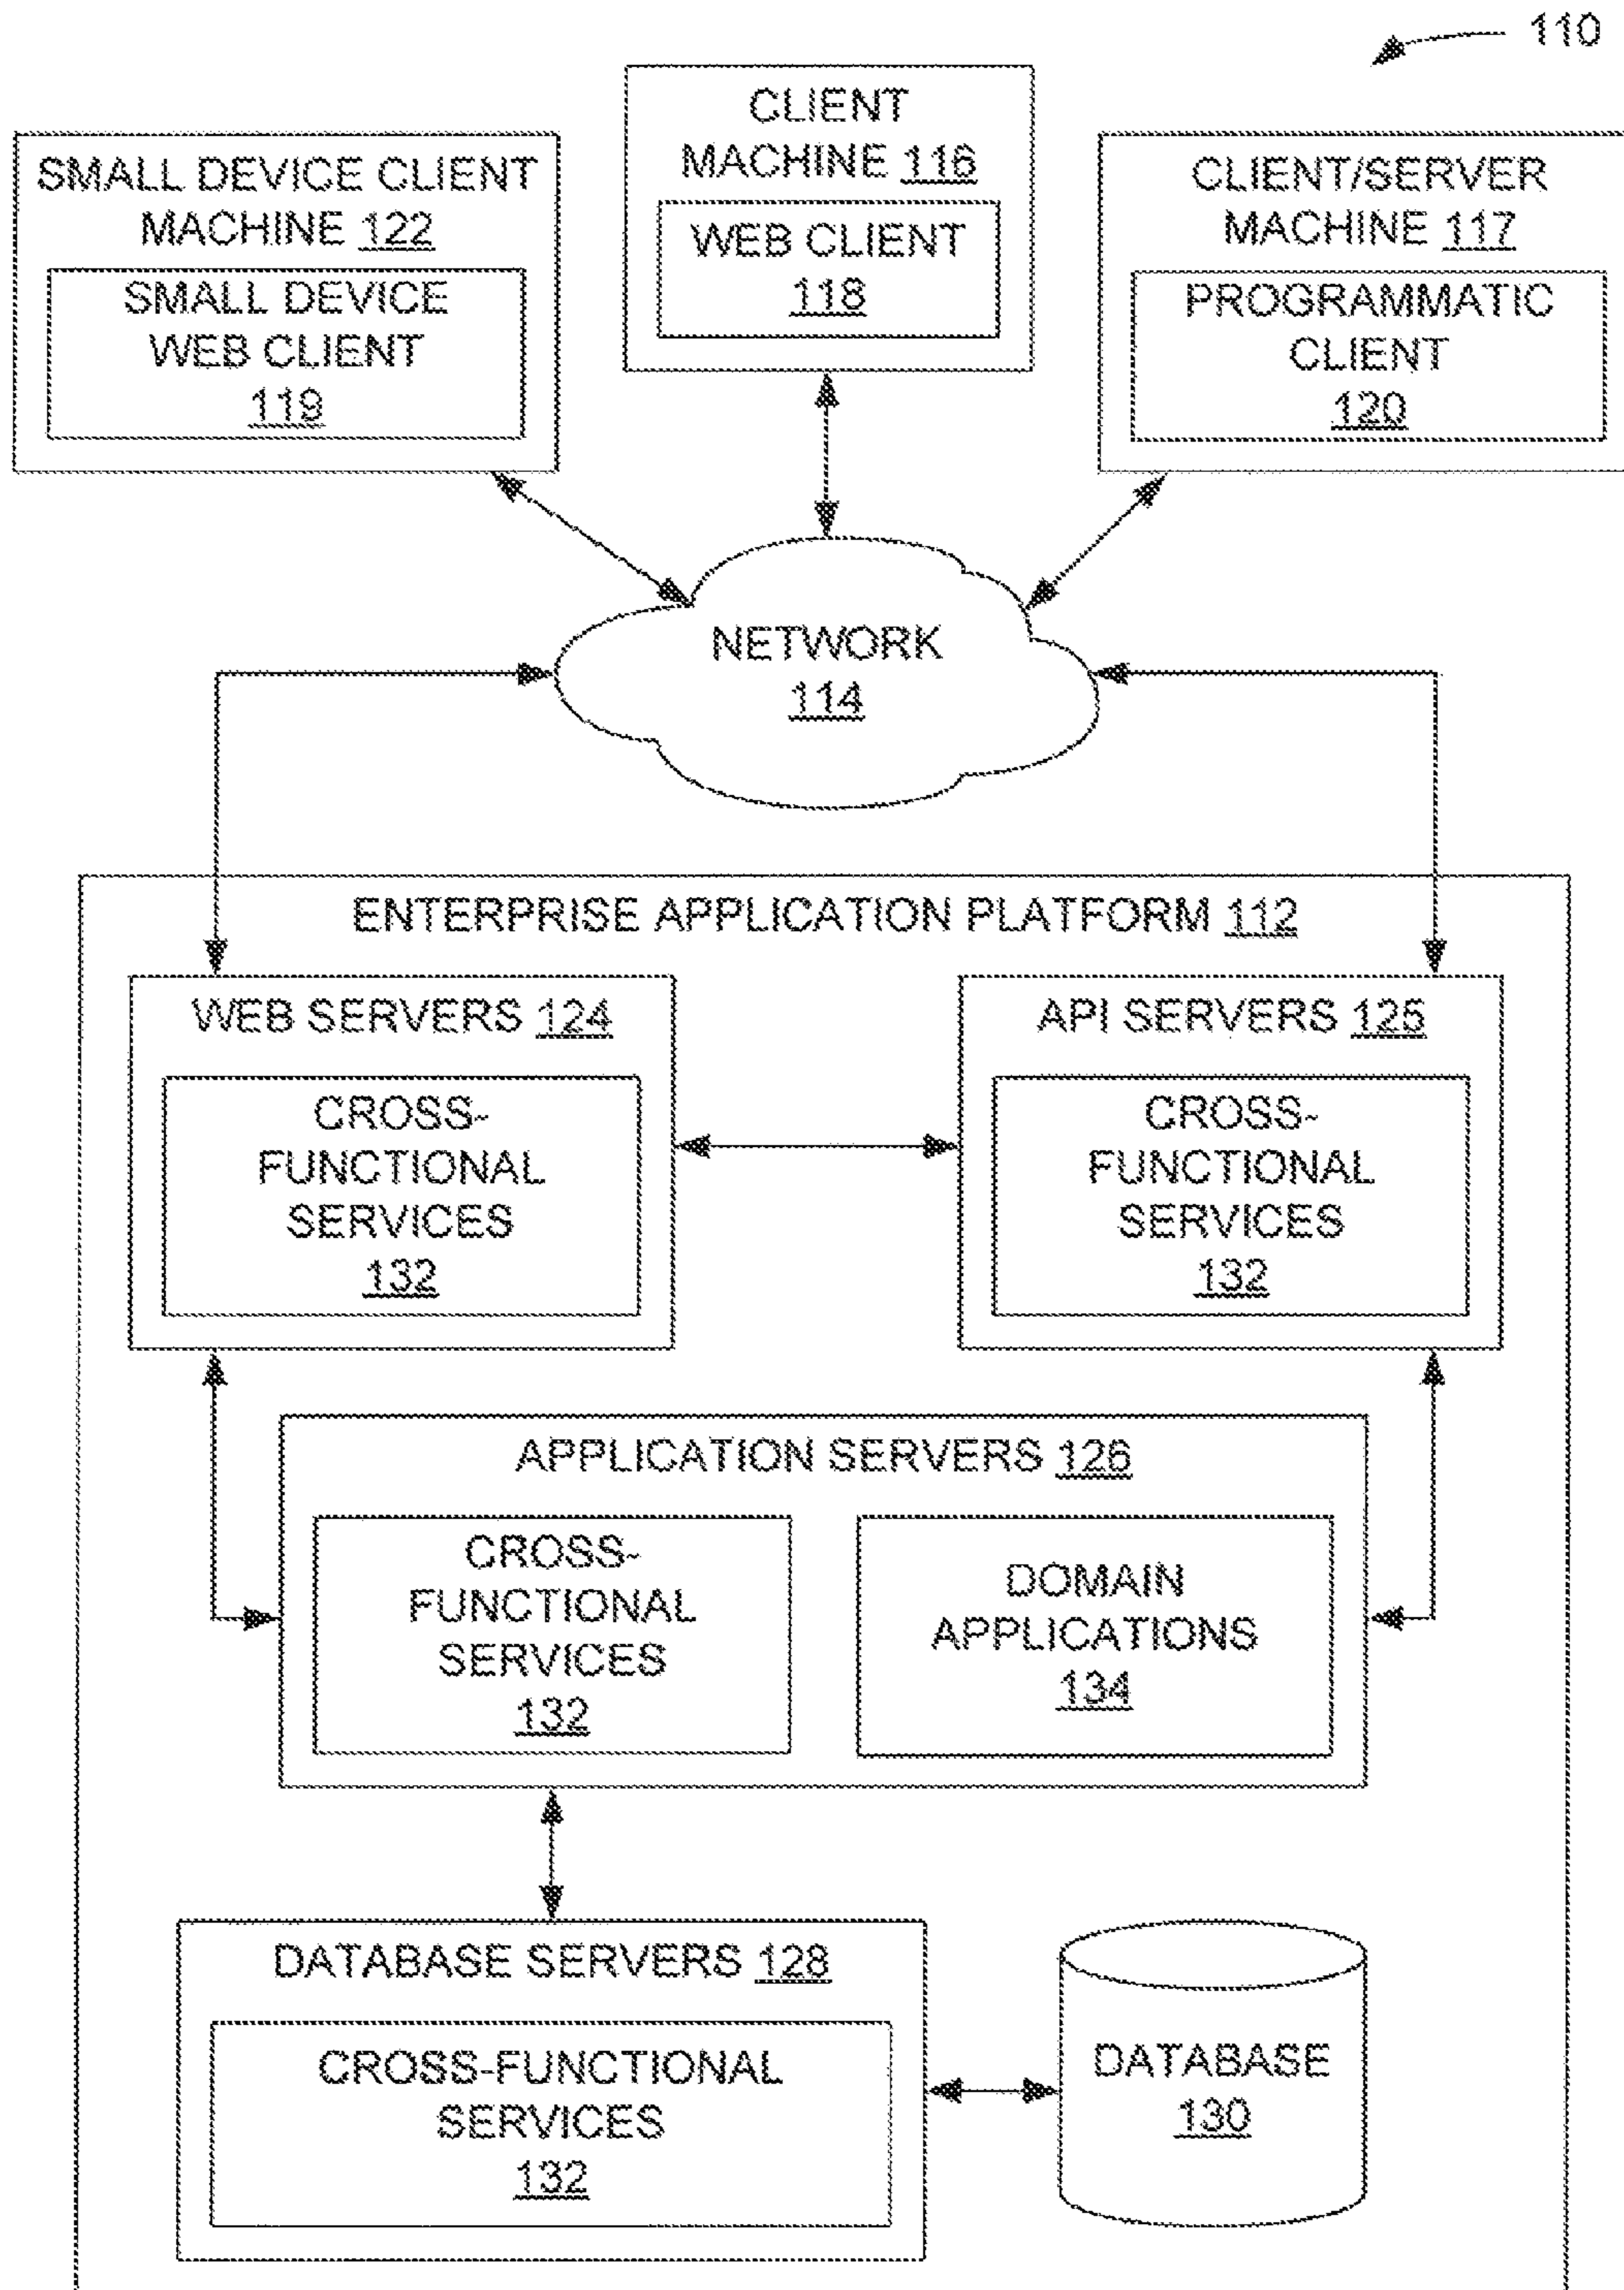 110
CLIENT
MACHINE 116
WEB CLIENT
118
SMALL DEVICE CLIENT
MACHINE 122
SMALL DEVICE
WEB CLIENT
119
CLIENT/SERVER
MACHINE 117
PROGRAMMATIC
CLIENT
120
NETWORK
114
ENTERPRISE APPLICATION PLATFORM 112
WEB SERVERS 124
CROSS-
FUNCTIONAL
SERVICES
132
API SERVERS 125
CROSS-
FUNCTIONAL
SERVICES
132
APPLICATION SERVERS 126
CROSS-
FUNCTIONAL
SERVICES
132
DOMAIN
APPLICATIONS
134
DATABASE SERVERS 128
CROSS-FUNCTIONAL
SERVICES
132
DATABASE
130